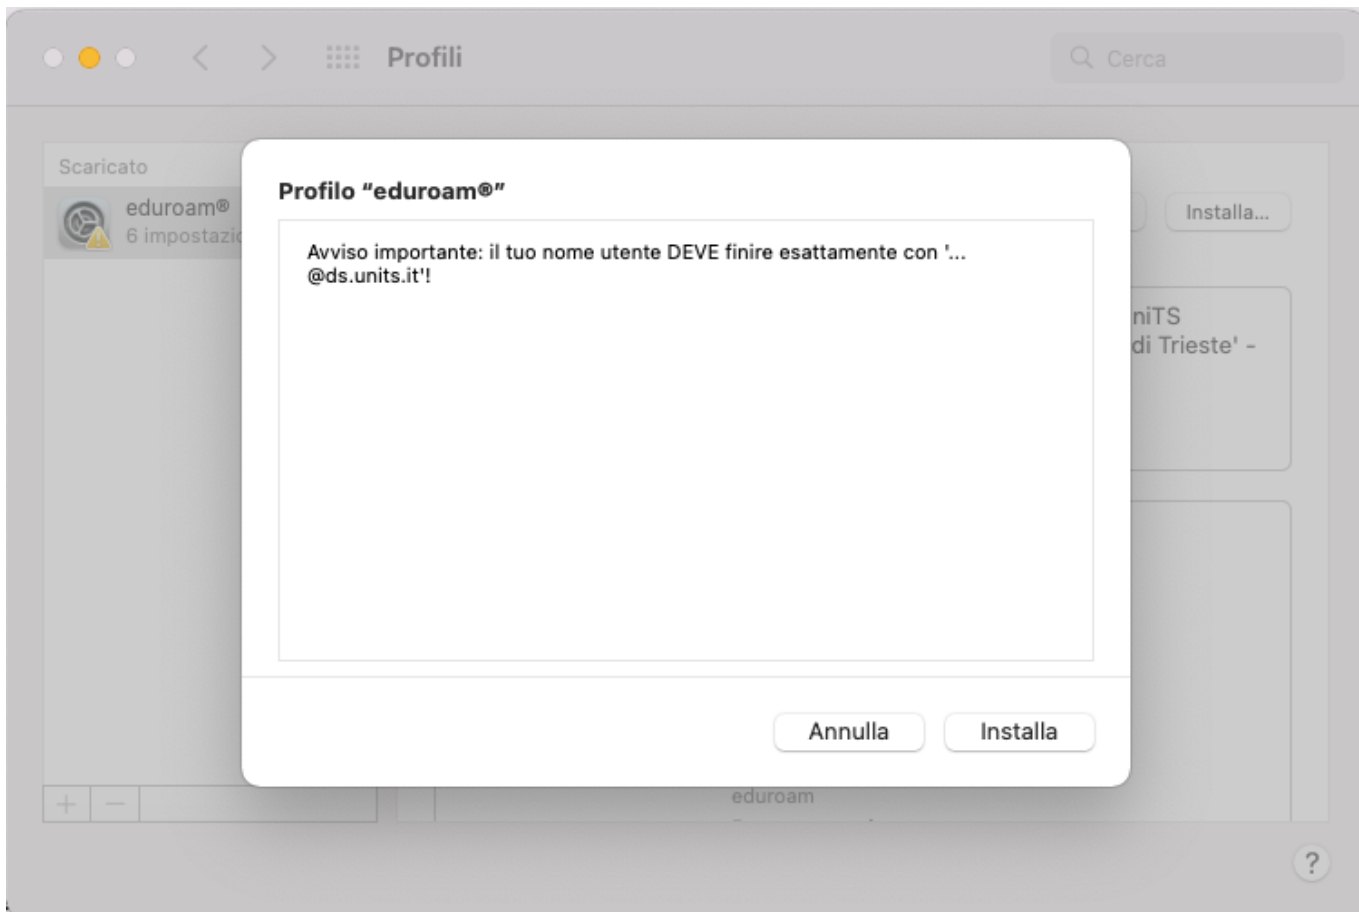 Profili
Cerca
Scaricato
eduroam®
6 impostazio
Installa...
niTS
di Trieste' -
Profilo “eduroam®”
Avviso importante: il tuo nome utente DEVE finire esattamente con '...
@ds.units.it'!
Annulla
Installa
eduroam
+
−
?